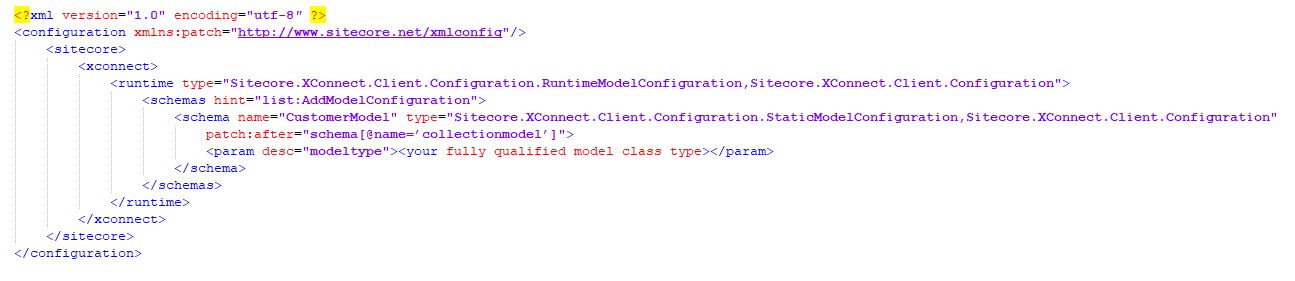 <?xml version="1.0" encoding="utf-8" ?>
<configuration xmlns:patch="http://www.sitecore.net/xmlconfig"/>
<sitecore>
<xconnect>
<runtime type="Sitecore.XConnect.Client.Configuration.RuntimeModelConfiguration,Sitecore.XConnect.Client.Configuration">
<schemas hint="list:AddModelConfiguration">
<schema name="CustomerModel" type="Sitecore.XConnect.Client.Configuration.StaticModelConfiguration,Sitecore.XConnect.Client.Configuration"
patch:after="schema[@name=’collectionmodel’]">
<param desc="modeltype"><your fully qualified model class type></param>
</schema>
</schemas>
</runtime>
</xconnect>
</sitecore>
</configuration>